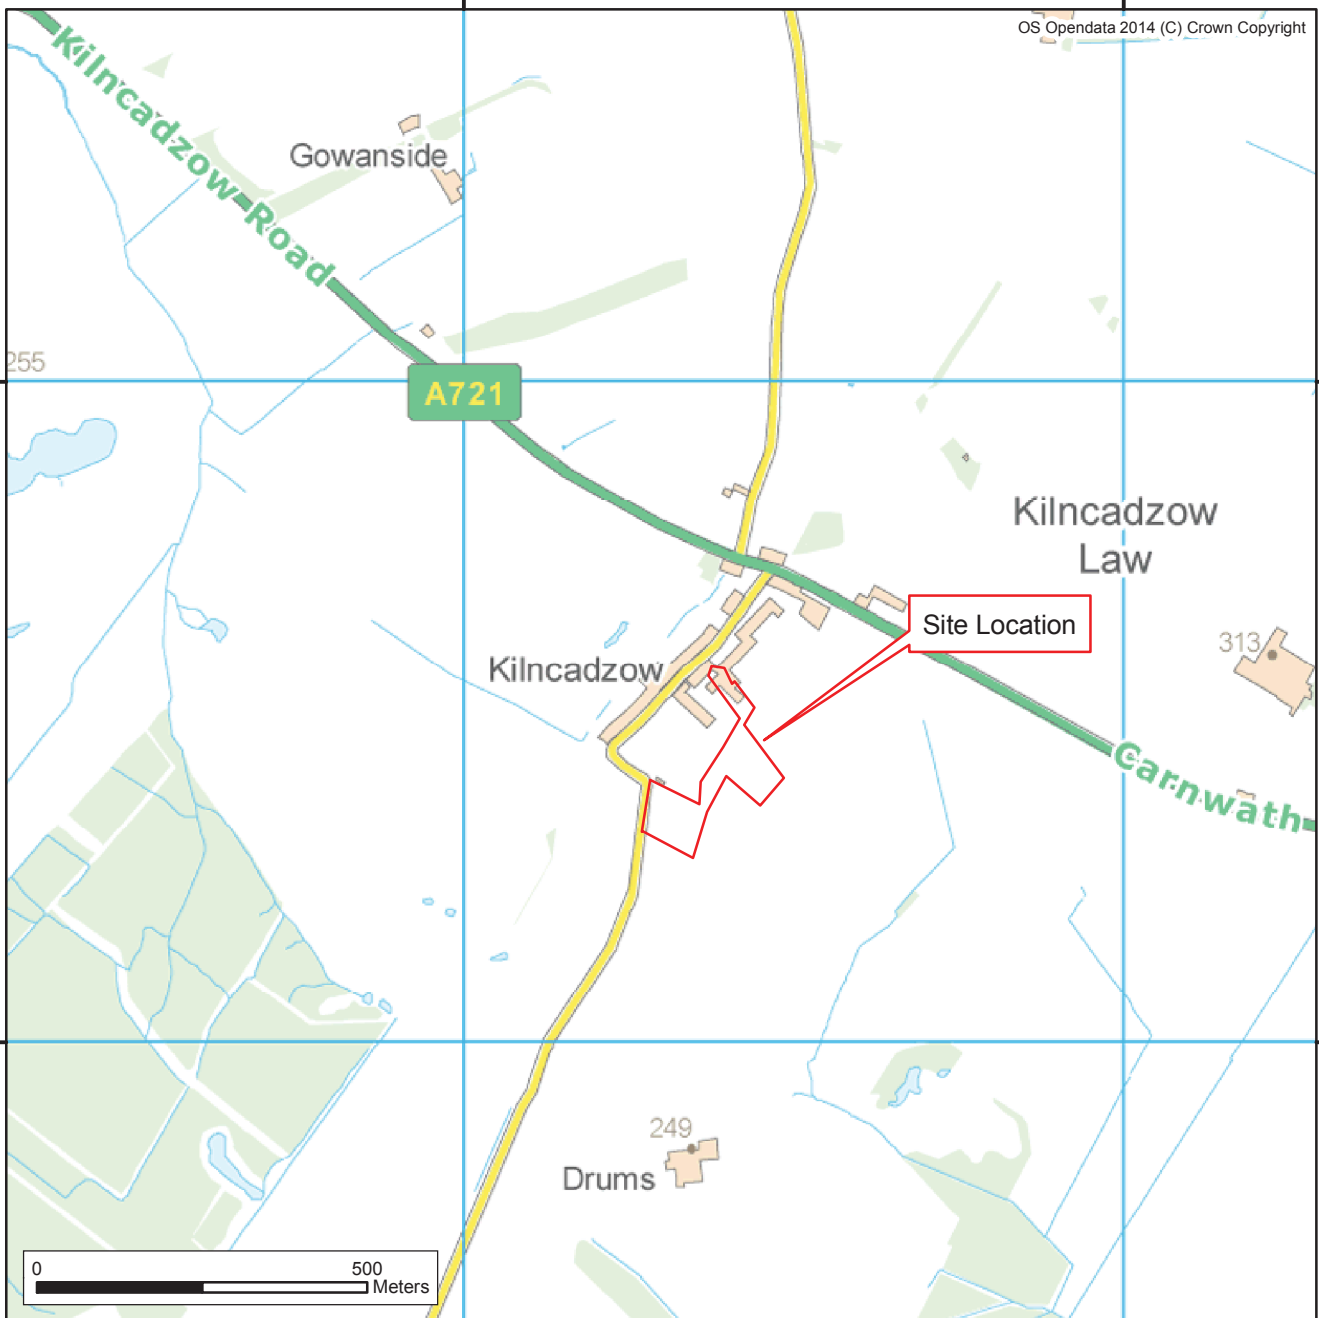 OS Opendata 2014 (C) Crown Copyright
Kilncadzow Road
Gowanside
255
A721
Kilncadzow
Law
Site Location
313
Kilncadzow
Carnwath
249
Drums
0 500
Meters